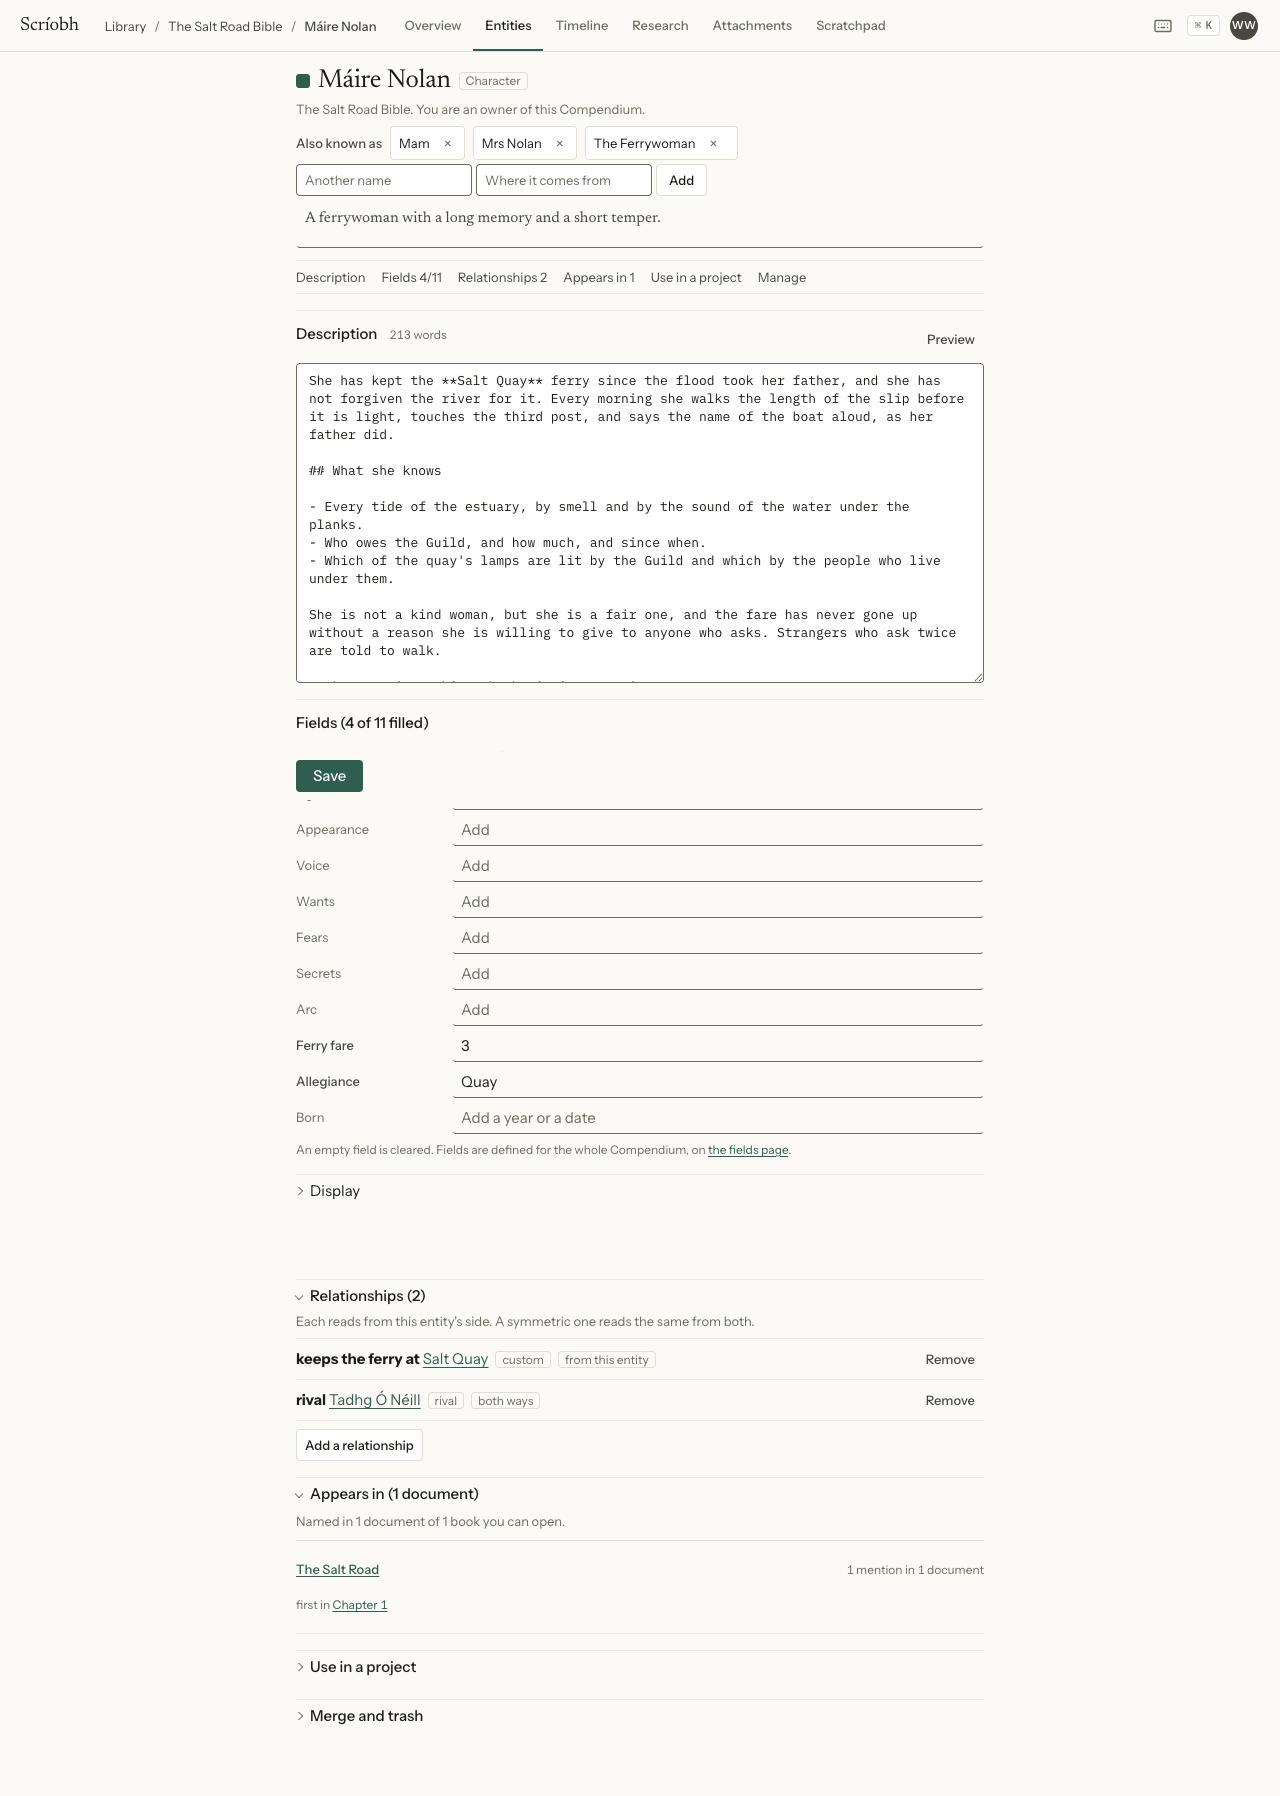 Scríobh
Library / The Salt Road Bible / Máire Nolan
Overview Entities Timeline Research Attachments Scratchpad
⌘ K
WW
Máire Nolan Character
The Salt Road Bible. You are an owner of this Compendium.
Also known as Mam × Mrs Nolan × The Ferrywoman ×
Another name Where it comes from Add
A ferrywoman with a long memory and a short temper.
Description Fields 4/11 Relationships 2 Appears in 1 Use in a project Manage
Description 213 words Preview
She has kept the **Salt Quay** ferry since the flood took her father, and she has
not forgiven the river for it. Every morning she walks the length of the slip before
it is light, touches the third post, and says the name of the boat aloud, as her
father did.
## What she knows
- Every tide of the estuary, by smell and by the sound of the water under the
planks.
- Who owes the Guild, and how much, and since when.
- Which of the quay's lamps are lit by the Guild and which by the people who live
under them.
She is not a kind woman, but she is a fair one, and the fare has never gone up
without a reason she is willing to give to anyone who asks. Strangers who ask twice
are told to walk.
Fields (4 of 11 filled)
Save
Appearance Add
Voice Add
Wants Add
Fears Add
Secrets Add
Arc Add
Ferry fare 3
Allegiance Quay
Born Add a year or a date
An empty field is cleared. Fields are defined for the whole Compendium, on the fields page.
Display
Relationships (2)
Each reads from this entity's side. A symmetric one reads the same from both.
keeps the ferry at Salt Quay custom from this entity Remove
rival Tadhg Ó Néill rival both ways Remove
Add a relationship
Appears in (1 document)
Named in 1 document of 1 book you can open.
The Salt Road 1 mention in 1 document
first in Chapter 1
Use in a project
Merge and trash